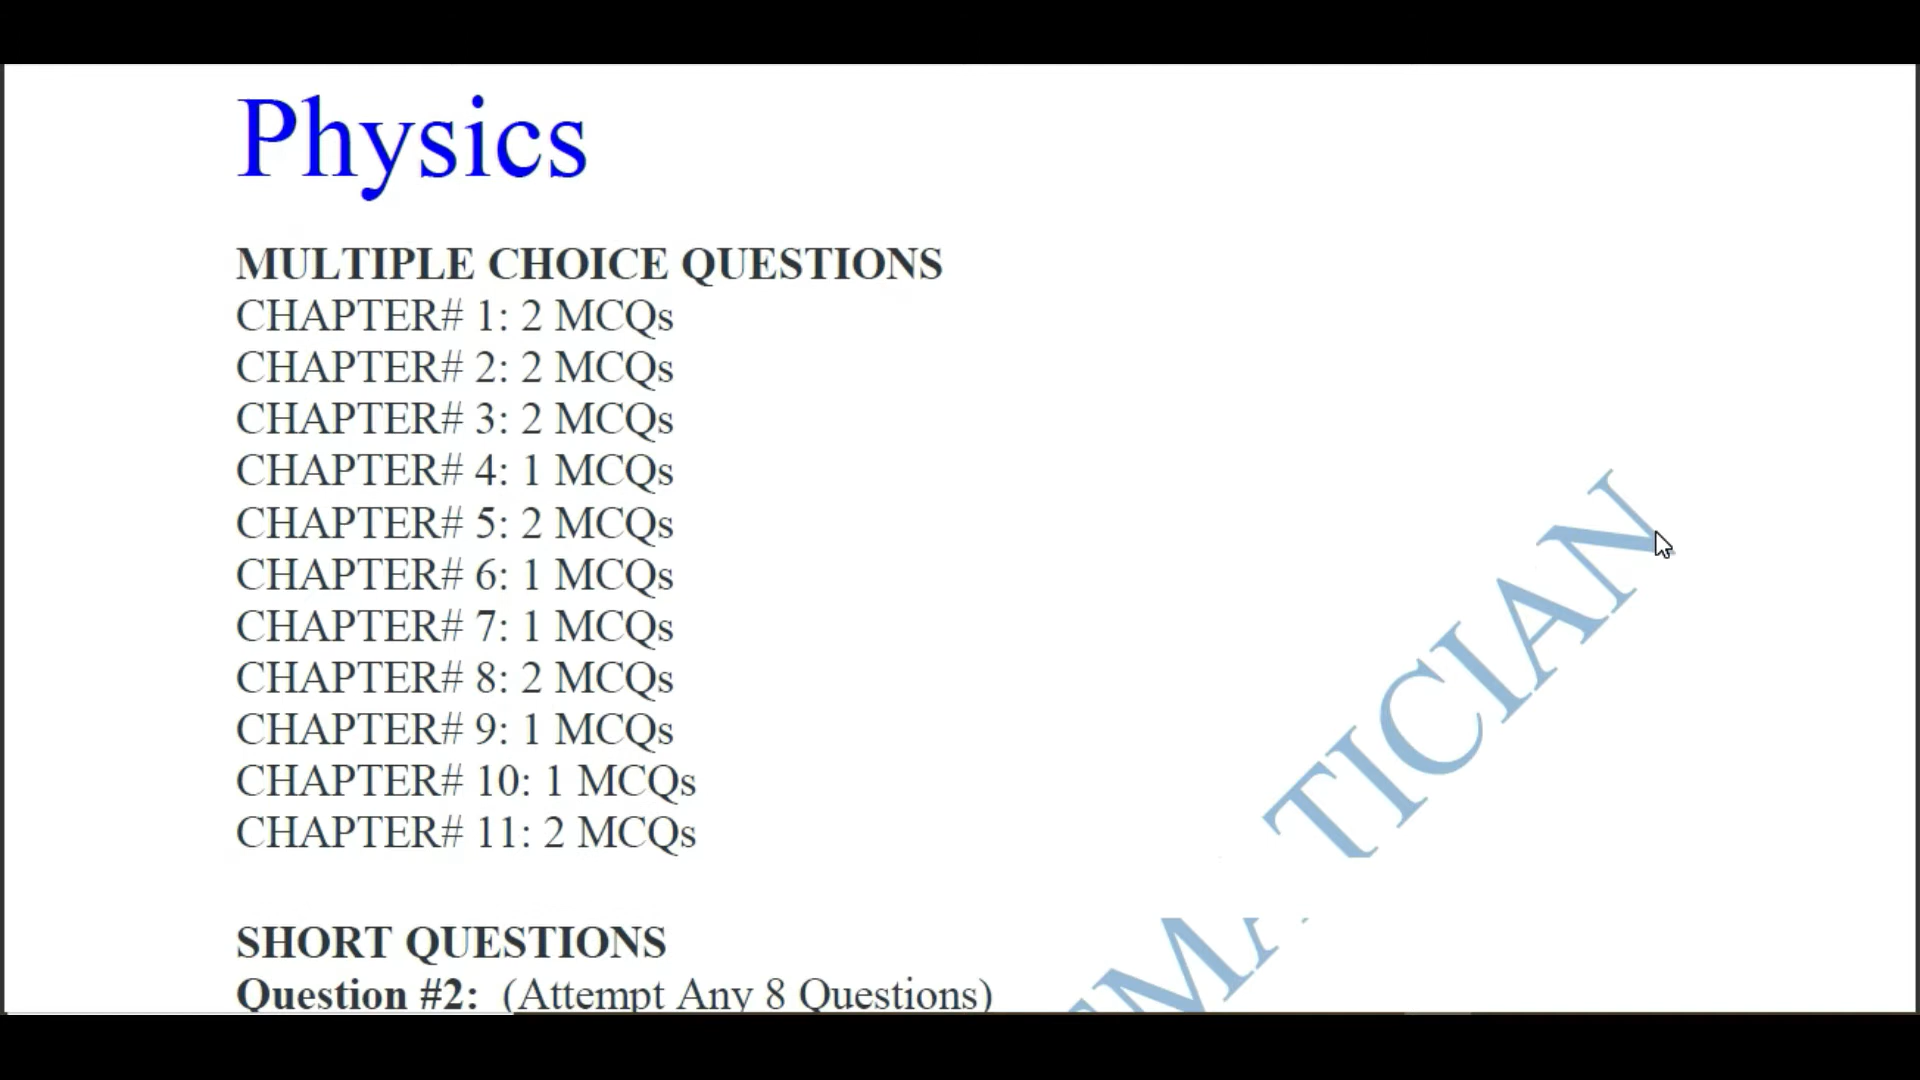 Physics
MULTIPLE CHOICE QUESTIONS
CHAPTER# 1: 2 MCQs
CHAPTER# 2: 2 MCQs
CHAPTER# 3: 2 MCQs
CHAPTER# 4: 1 MCQs
CHAPTER# 5: 2 MCQs
CHAPTER# 6: 1 MCQs
CHAPTER# 7: 1 MCQs
CHAPTER# 8: 2 MCQs
CHAPTER# 9: 1 MCQs
CHAPTER# 10: 1 MCQs
CHAPTER# 11: 2 MCQs
SHORT QUESTIONS
Question #2: (Attempt Any 8 Questions)